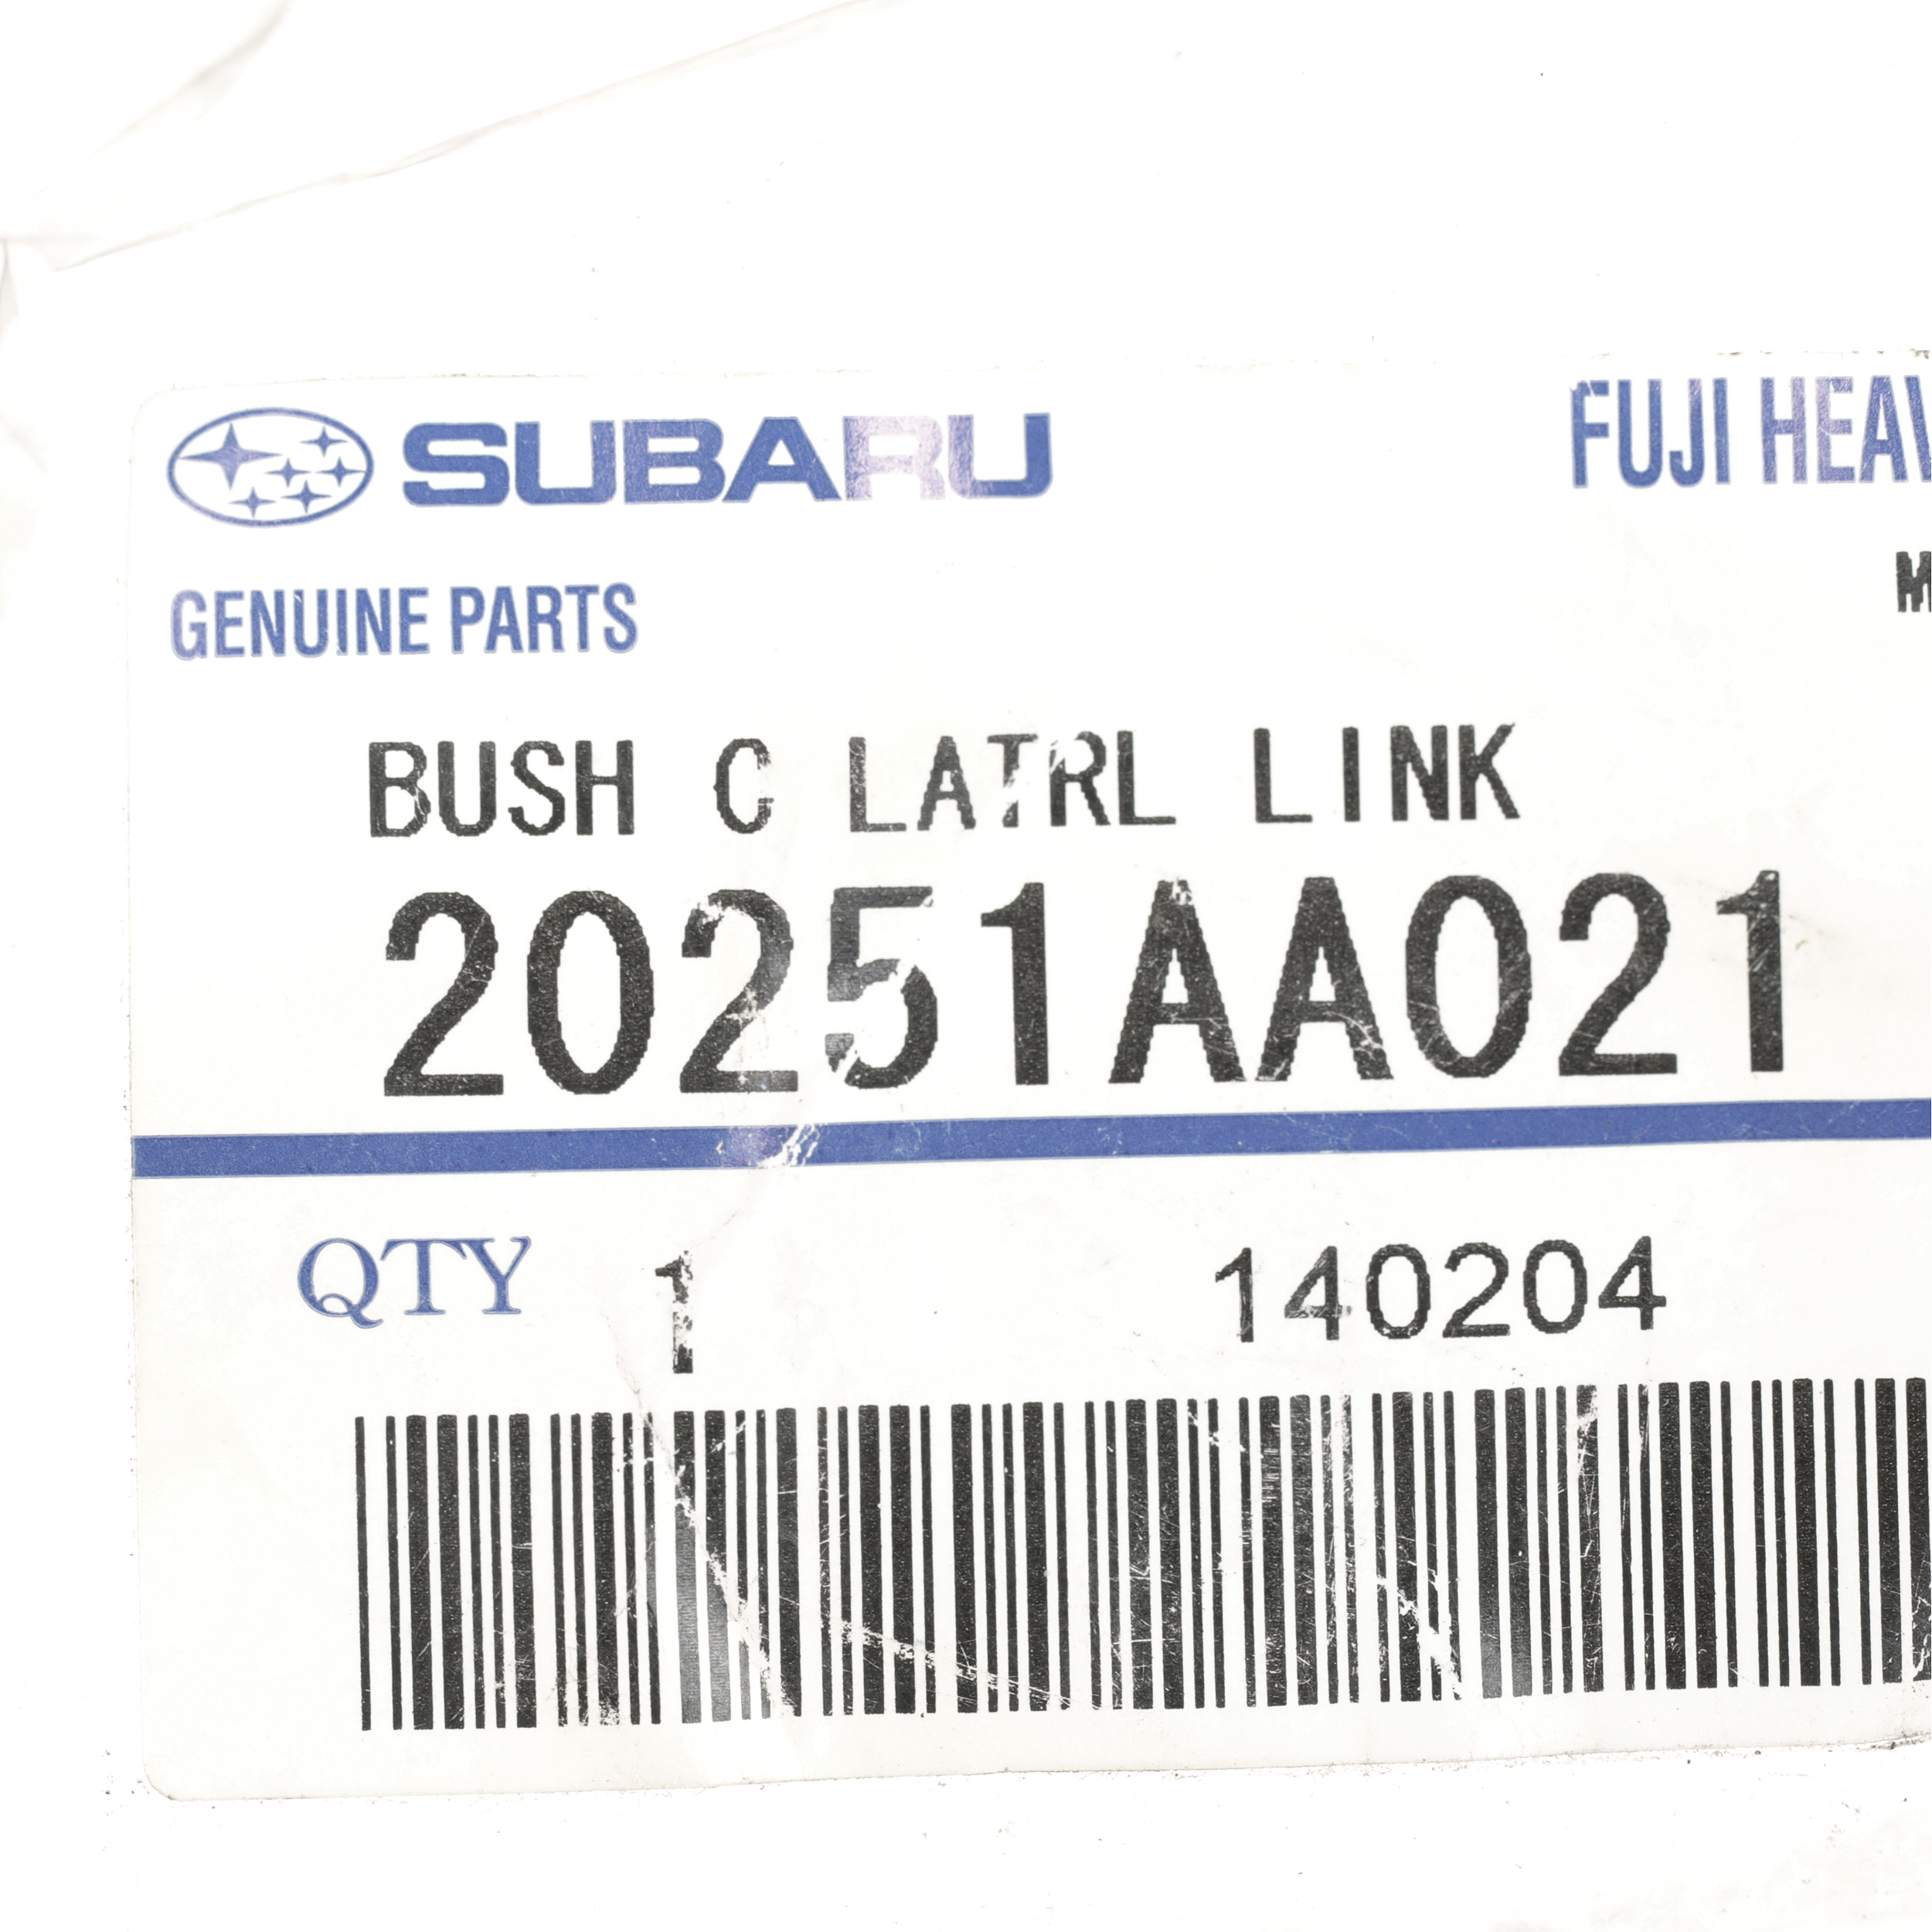 SUBARU FUJI HEAV
GENUINE PARTS
BUSH C LATRL LINK
20251AA021
QTY 1 140204